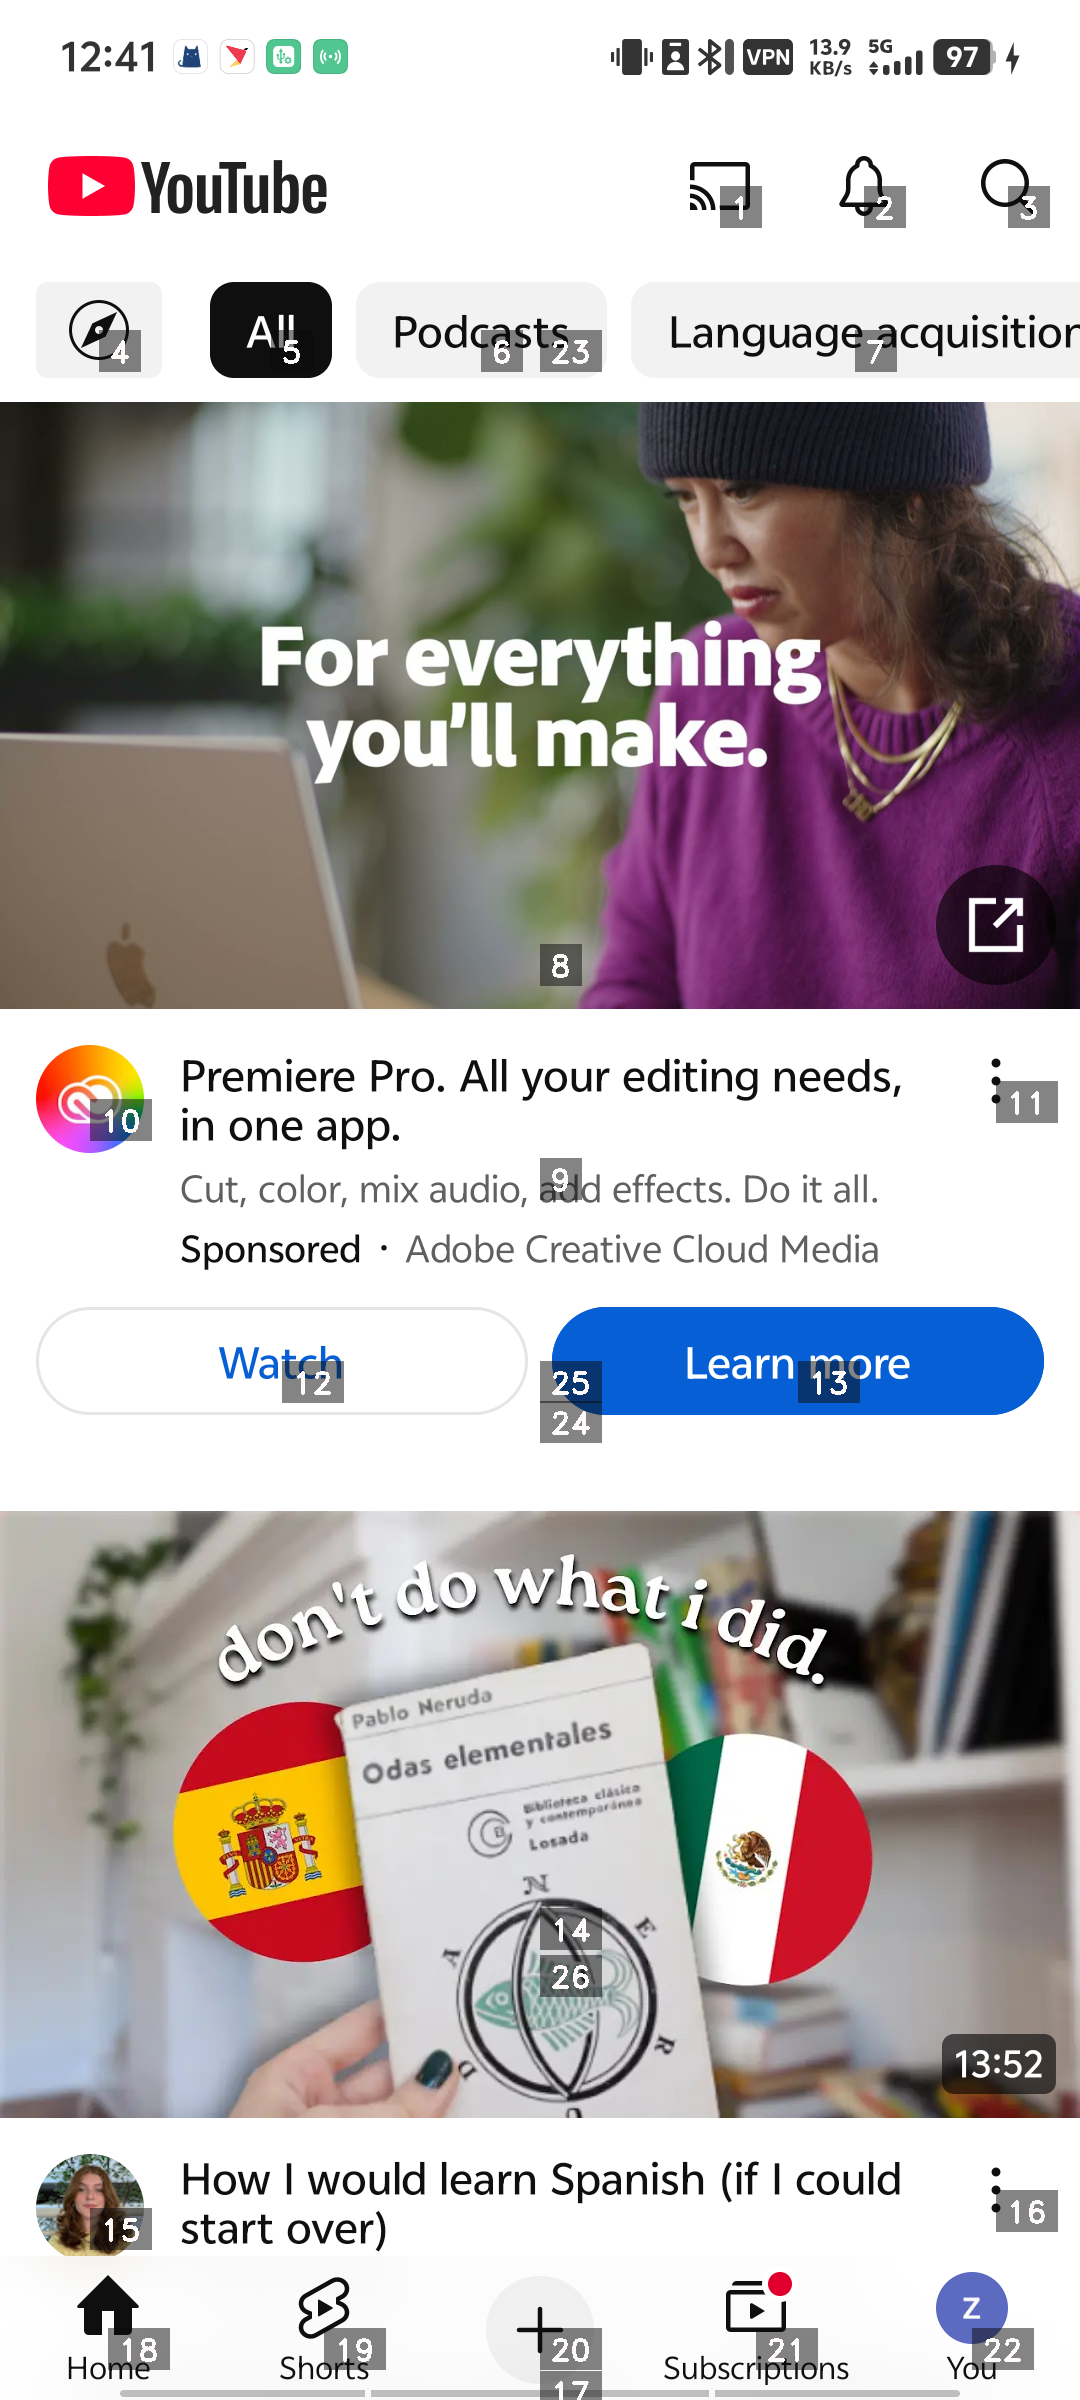 12:41
VPN
13.9
KB/s
5G
97
YouTube
1
2
3
4
All
5
Podcasts
6
23
Language acquisition
7
For everything
you'll make.
8
10
Premiere Pro. All your editing needs,
in one app.
11
Cut, color, mix audio, add effects. Do it all.
9
Sponsored · Adobe Creative Cloud Media
Watch
12
25
24
Learn more
13
don't do what i did.
Pablo Neruda
Odas elementales
Biblioteca clásica
y contemporánea
Losada
N
E
R
U
D
A
14
26
13:52
15
How I would learn Spanish (if I could
start over)
16
Home
18
Shorts
19
20
17
Subscriptions
21
Z
You
22